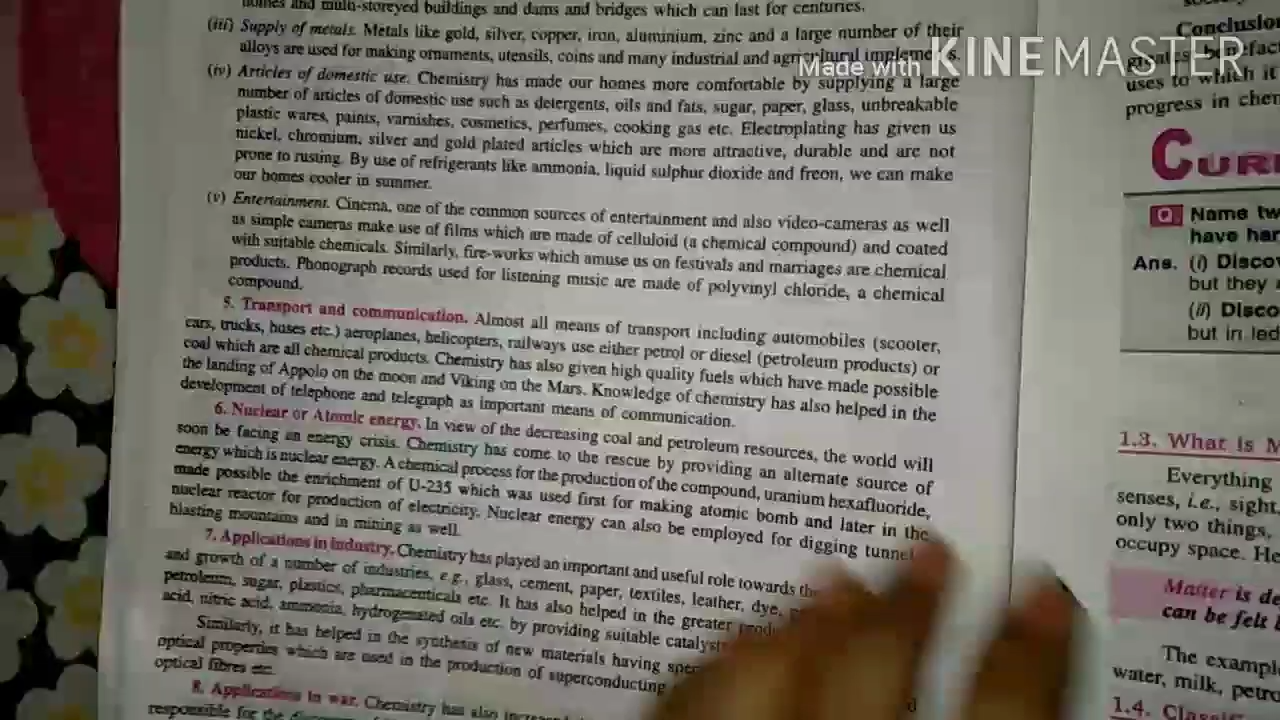 homes and multi-storeyed buildings and dams and bridges which can last for centuries.
(iii) Supply of metals. Metals like gold, silver, copper, iron, aluminium, zinc and a large number of their
alloys are used for making ornaments, utensils, coins and many industrial and agricultural implements.
(iv) Articles of domestic use. Chemistry has made our homes more comfortable by supplying a large
number of articles of domestic use such as detergents, oils and fats, sugar, paper, glass, unbreakable
plastic wares, paints, varnishes, cosmetics, perfumes, cooking gas etc. Electroplating has given us
nickel, chromium, silver and gold plated articles which are more attractive, durable and are not
prone to rusting. By use of refrigerants like ammonia, liquid sulphur dioxide and freon, we can make
our homes cooler in summer.
(v) Entertainment. Cinema, one of the common sources of entertainment and also video-cameras as well
as simple cameras make use of films which are made of celluloid (a chemical compound) and coated
with suitable chemicals. Similarly, fire-works which amuse us on festivals and marriages are chemical
products. Phonograph records used for listening music are made of polyvinyl chloride, a chemical
compound.
5. Transport and communication. Almost all means of transport including automobiles (scooter,
cars, trucks, buses etc.) aeroplanes, helicopters, railways use either petrol or diesel (petroleum products) or
coal which are all chemical products. Chemistry has also given high quality fuels which have made possible
the landing of Appolo on the moon and Viking on the Mars. Knowledge of chemistry has also helped in the
development of telephone and telegraph as important means of communication.
6. Nuclear or Atomic energy. In view of the decreasing coal and petroleum resources, the world will
soon be facing an energy crisis. Chemistry has come to the rescue by providing an alternate source of
energy which is nuclear energy. A chemical process for the production of the compound, uranium hexafluoride,
made possible the enrichment of U-235 which was used first for making atomic bomb and later in the
nuclear reactor for production of electricity. Nuclear energy can also be employed for digging tunnel
blasting mountains and in mining as well.
7. Applications in industry. Chemistry has played an important and useful role towards the
and growth of a number of industries, e.g., glass, cement, paper, textiles, leather, dye,
petroleum, sugar, plastics, pharmaceuticals etc. It has also helped in the greater
acid, nitric acid, ammonia, hydrogenated oils etc. by providing suitable
Similarly, it has helped in the synthesis of new materials having
optical properties which are used in the production of superconducting
optical fibres etc.
8. Applications in war. Chemistry has also
responsible for the
Made with KINEMASTER
Conclusio
uses to which it
progress in chem
CURI
Q Name tw
have har
Ans. (i) Disco
but they
(ii) Disco
but in led
1.3. What is M
Everything
senses, i.e., sight,
only two things,
occupy space. He
Matter is de
can be felt b
The exampl
water, milk, petro
1.4. Classi